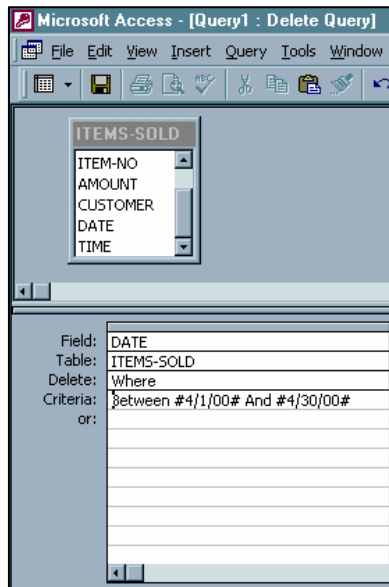 Microsoft Access - [Query1 : Delete Query]
File Edit View Insert Query Tools Window
ABC
ITEMS-SOLD
ITEM-NO
AMOUNT
CUSTOMER
DATE
TIME
Field: DATE
Table: ITEMS-SOLD
Delete: Where
Criteria: Between #4/1/00# And #4/30/00#
or: